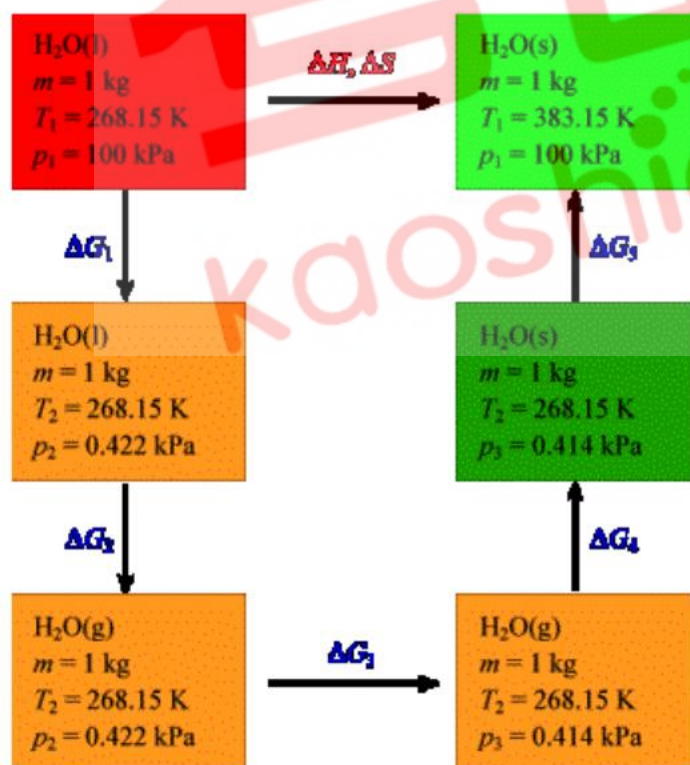 H₂O(l)
m = 1 kg
T₁ = 268.15 K
p₁ = 100 kPa
ΔH, ΔS
H₂O(s)
m = 1 kg
T₁ = 383.15 K
p₁ = 100 kPa
ΔG₁
ΔG₅
H₂O(l)
m = 1 kg
T₂ = 268.15 K
p₂ = 0.422 kPa
H₂O(s)
m = 1 kg
T₂ = 268.15 K
p₃ = 0.414 kPa
ΔG₂
ΔG₄
H₂O(g)
m = 1 kg
T₂ = 268.15 K
p₂ = 0.422 kPa
ΔG₃
H₂O(g)
m = 1 kg
T₂ = 268.15 K
p₃ = 0.414 kPa
kaoshi